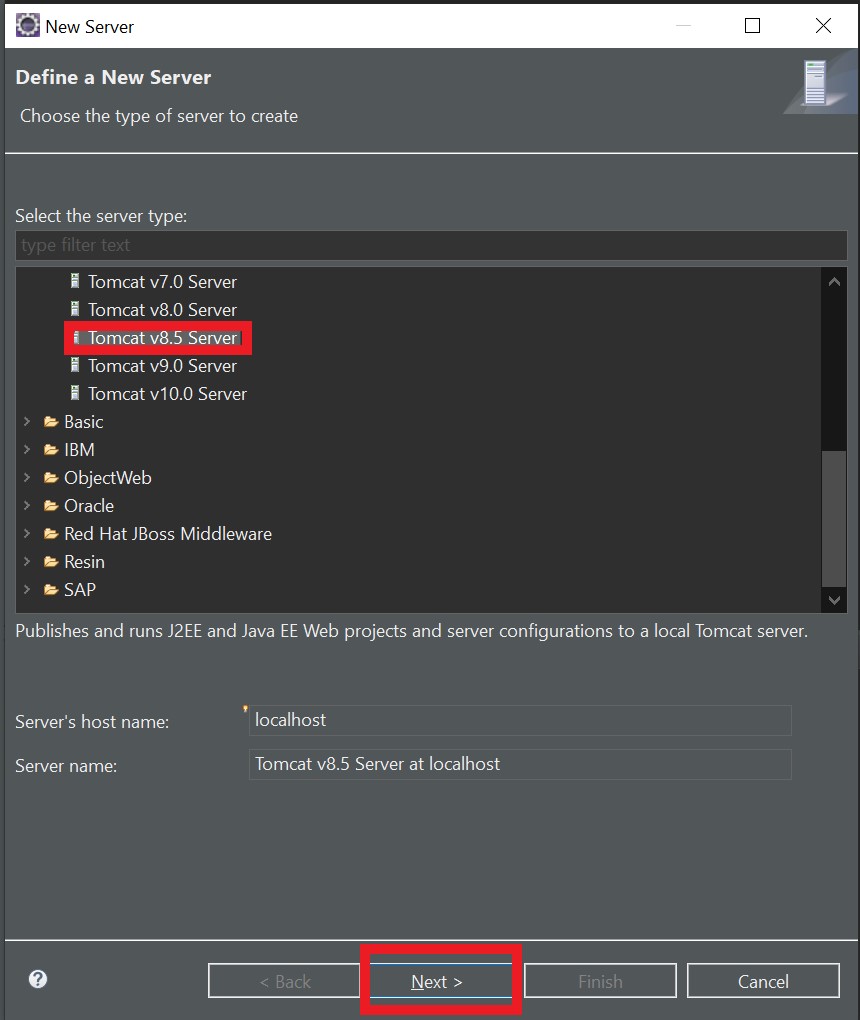 New Server
Define a New Server
Choose the type of server to create
Select the server type:
type filter text
Tomcat v7.0 Server
Tomcat v8.0 Server
Tomcat v8.5 Server
Tomcat v9.0 Server
Tomcat v10.0 Server
Basic
IBM
ObjectWeb
Oracle
Red Hat JBoss Middleware
Resin
SAP
Publishes and runs J2EE and Java EE Web projects and server configurations to a local Tomcat server.
Server's host name: localhost
Server name: Tomcat v8.5 Server at localhost
? < Back Next > Finish Cancel